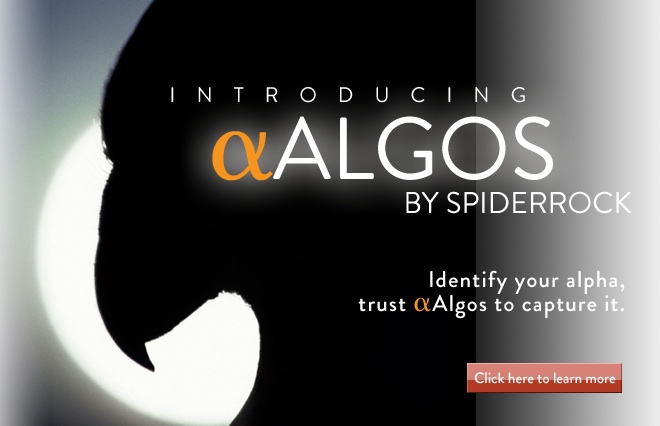 INTRODUCING
αALGOS
BY SPIDERROCK
Identify your alpha,
trust αAlgos to capture it.
Click here to learn more